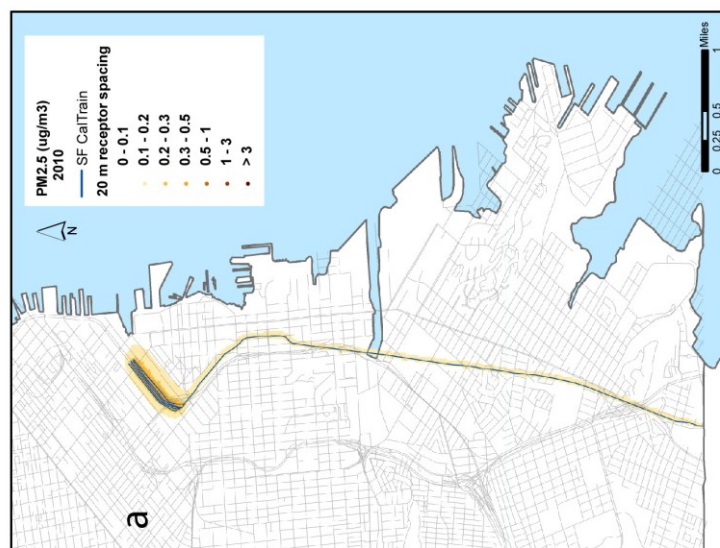 PM2.5 (ug/m3)
2010
SF CalTrain
20 m receptor spacing
0 - 0.1
0.1 - 0.2
0.2 - 0.3
0.3 - 0.5
0.5 - 1
1 - 3
> 3
N
a
Miles
0 0.25 0.5 1